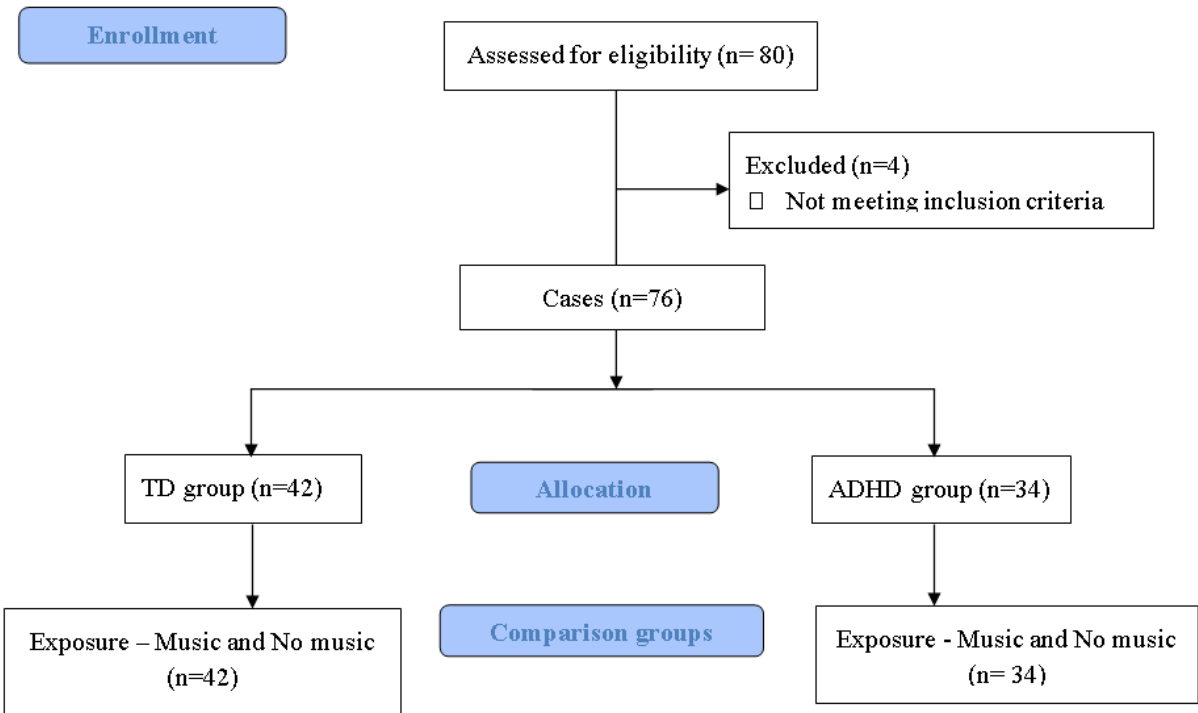 Enrollment
Assessed for eligibility (n= 80)
Excluded (n=4)
□ Not meeting inclusion criteria
Cases (n=76)
TD group (n=42)
Allocation
ADHD group (n=34)
Exposure – Music and No music
(n=42)
Comparison groups
Exposure - Music and No music
(n= 34)